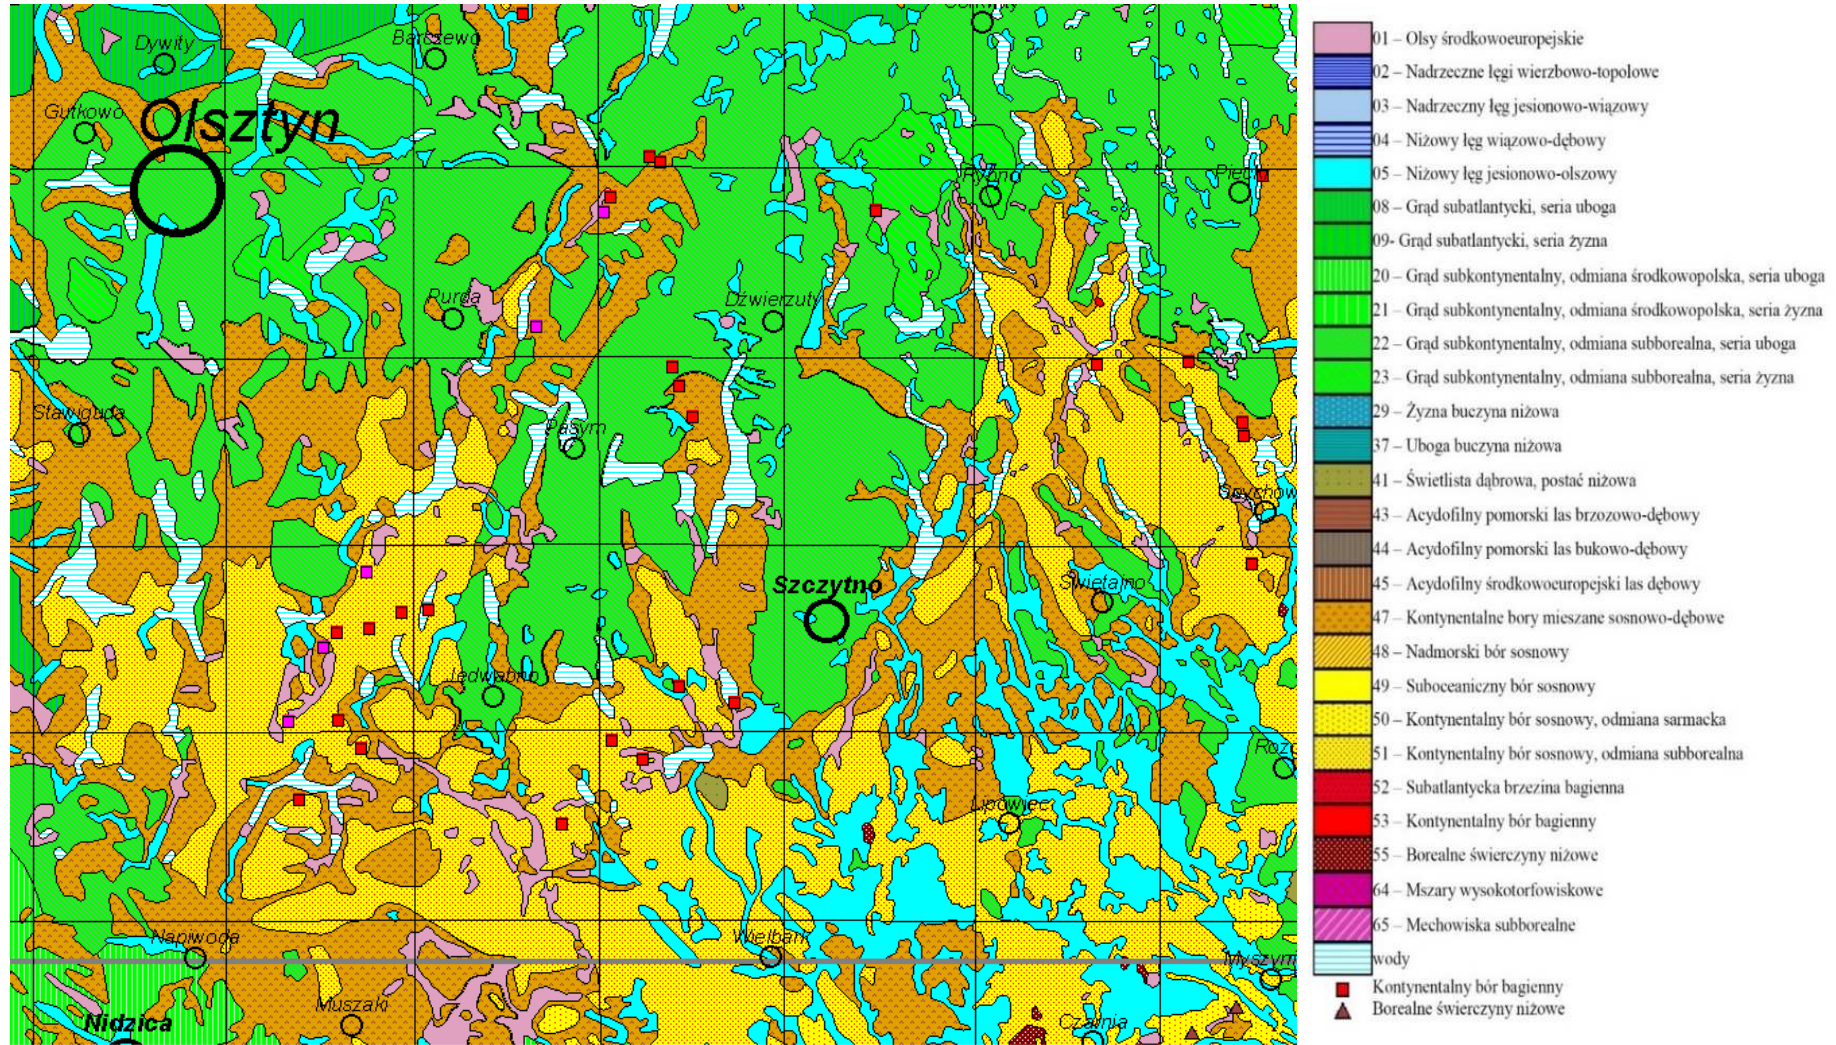 Sorkwity
Barczewo
Dywity
Gutkowo
Olsztyn
Rybno
Purda
Dźwierzuty
Stawiguda
Pasym
Spychow
Szczytno
Świętajno
Jedwabno
Roz
Lipowiec
Napiwoda
Wielbark
Myszyn
Muszaki
Nidzica
Czarnia
01 – Olsy środkowoeuropejskie
02 – Nadrzeczne łęgi wierzbowo-topolowe
03 – Nadrzeczny łęg jesionowo-wiązowy
04 – Niżowy łęg wiązowo-dębowy
05 – Niżowy łęg jesionowo-olszowy
08 – Grąd subatlantycki, seria uboga
09- Grąd subatlantycki, seria żyzna
20 – Grąd subkontynentalny, odmiana środkowopolska, seria uboga
21 – Grąd subkontynentalny, odmiana środkowopolska, seria żyzna
22 – Grąd subkontynentalny, odmiana subborealna, seria uboga
23 – Grąd subkontynentalny, odmiana subborealna, seria żyzna
29 – Żyzna buczyna niżowa
37 – Uboga buczyna niżowa
41 – Świetlista dąbrowa, postać niżowa
43 – Acydofilny pomorski las brzozowo-dębowy
44 – Acydofilny pomorski las bukowo-dębowy
45 – Acydofilny środkowoeuropejski las dębowy
47 – Kontynentalne bory mieszane sosnowo-dębowe
48 – Nadmorski bór sosnowy
49 – Suboceaniczny bór sosnowy
50 – Kontynentalny bór sosnowy, odmiana sarmacka
51 – Kontynentalny bór sosnowy, odmiana subborealna
52 – Subatlantycka brzezina bagienna
53 – Kontynentalny bór bagienny
55 – Borealne świerczyny niżowe
64 – Mszary wysokotorfowiskowe
65 – Mechowiska subborealne
wody
Kontynentalny bór bagienny
Borealne świerczyny niżowe